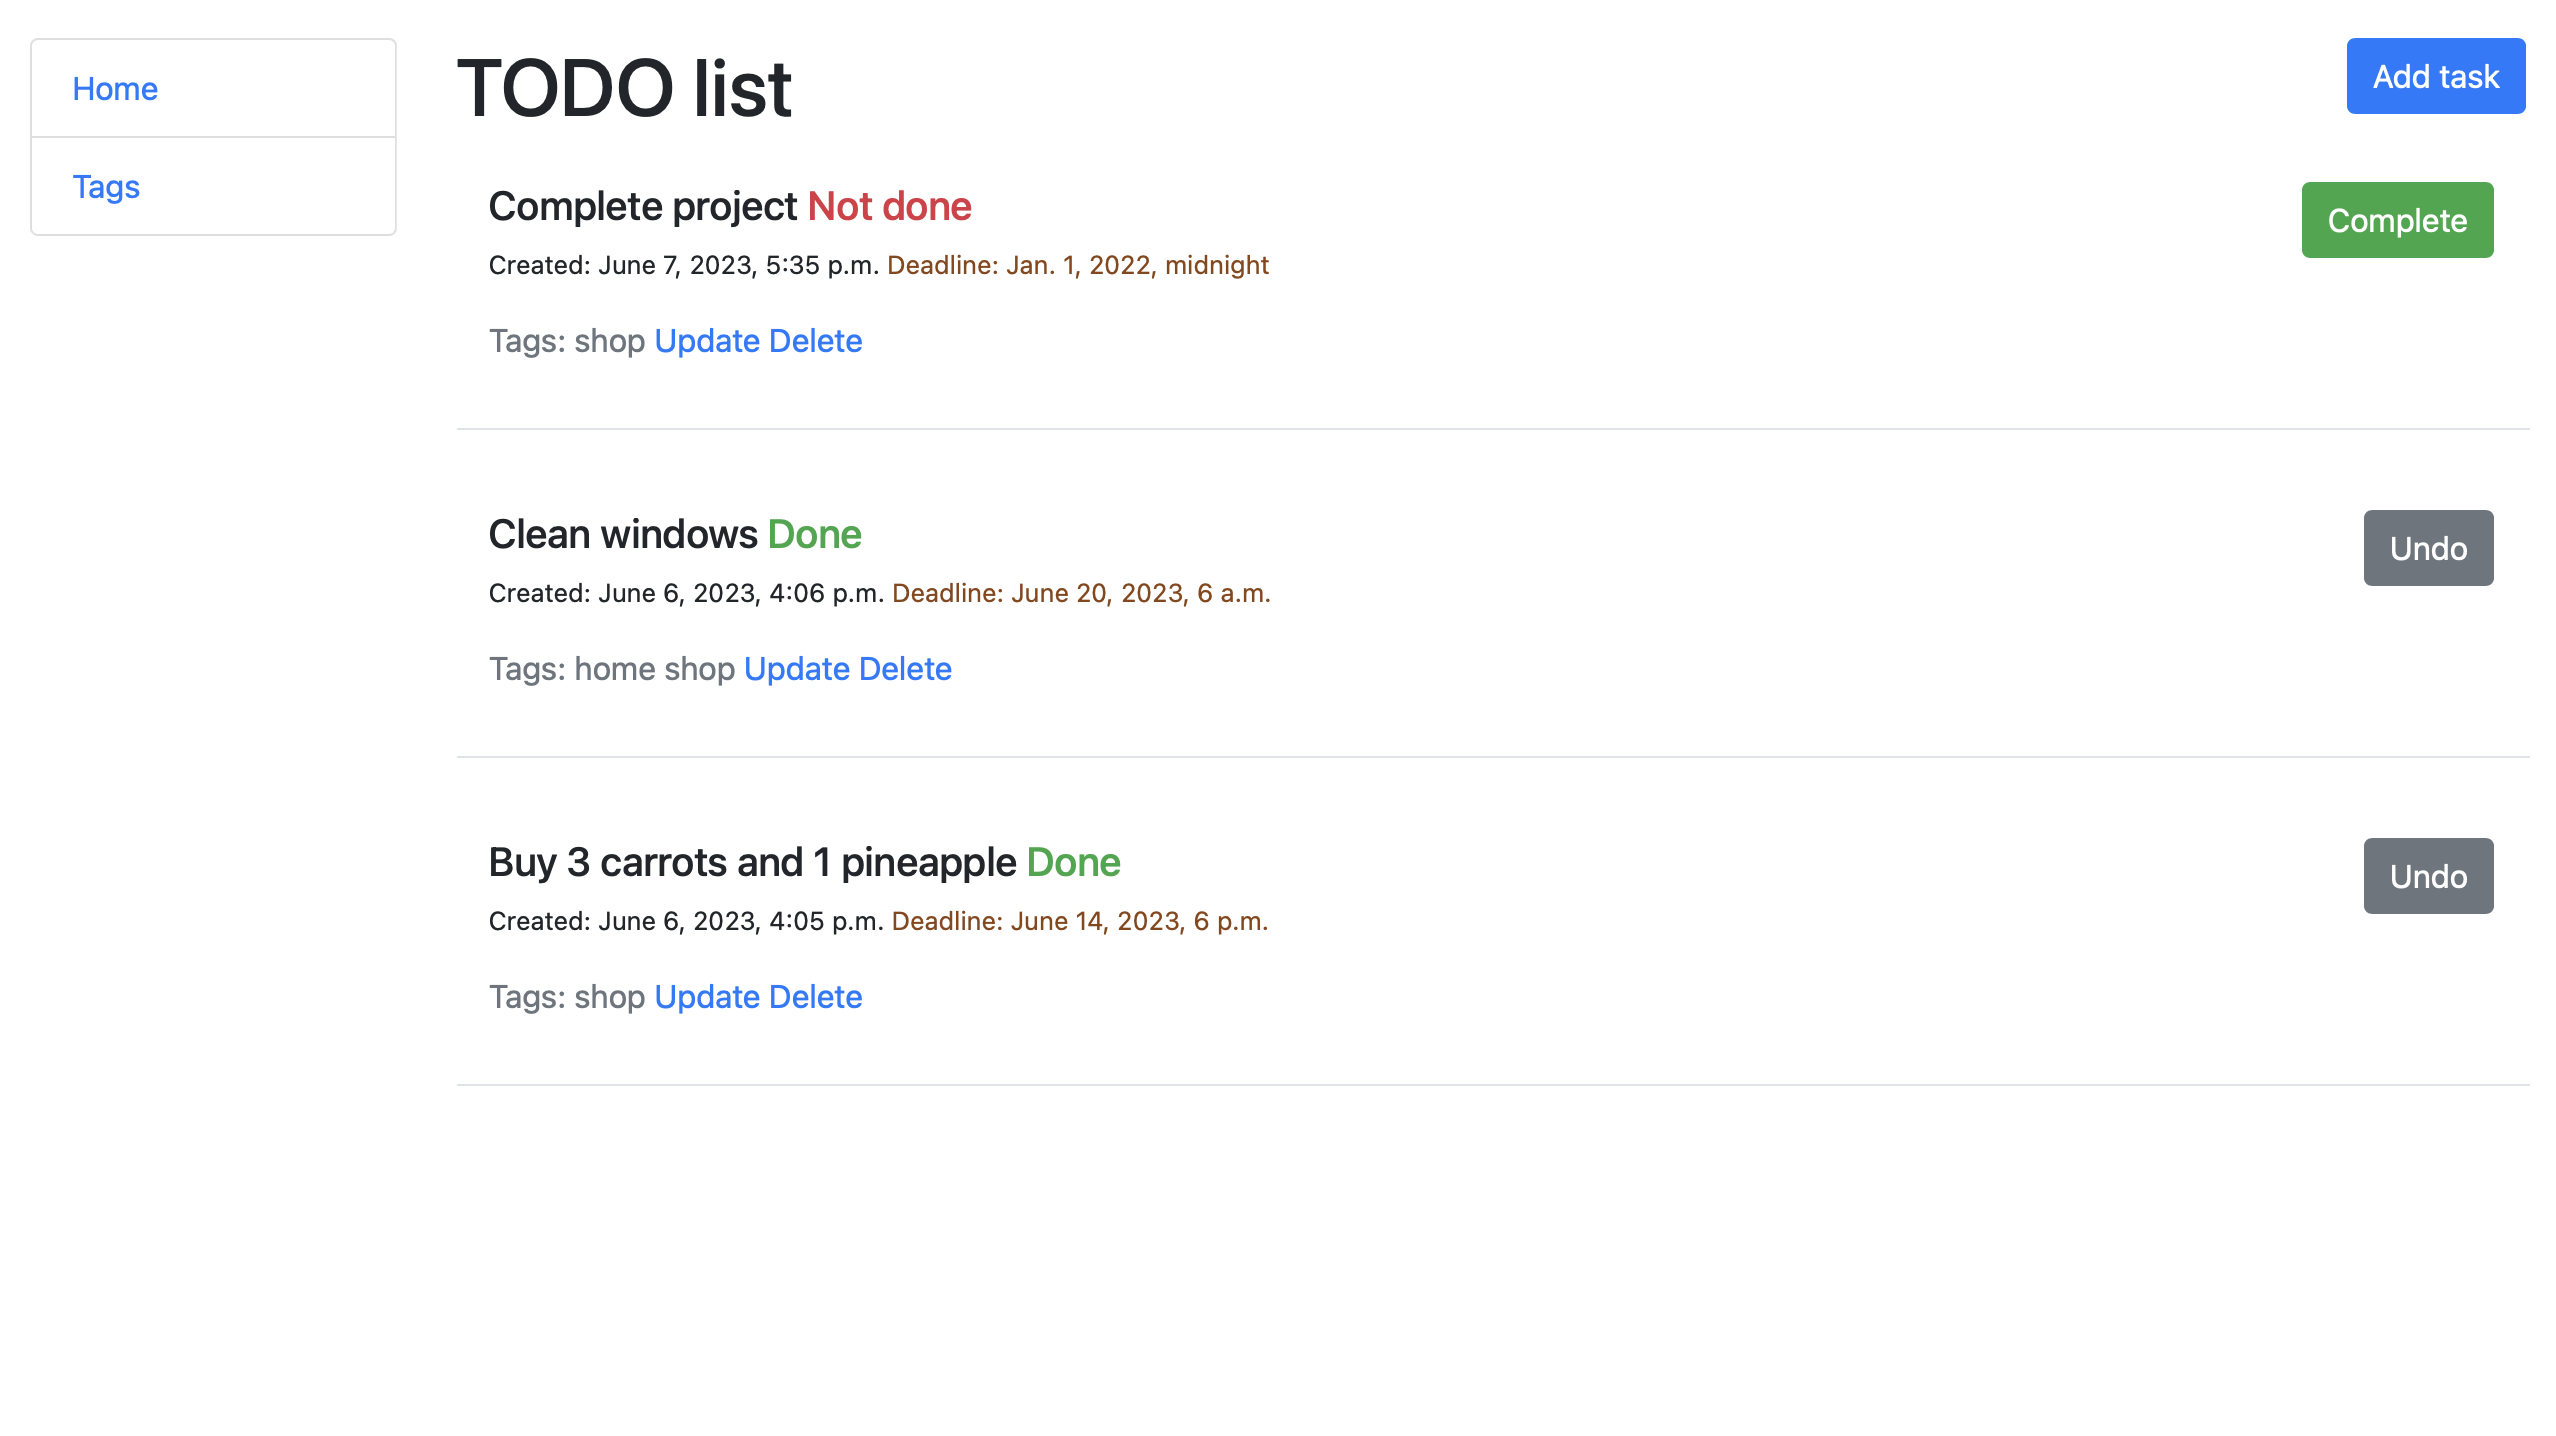 Home
Tags
TODO list
Add task
Complete project Not done
Complete
Created: June 7, 2023, 5:35 p.m. Deadline: Jan. 1, 2022, midnight
Tags: shop Update Delete
Clean windows Done
Undo
Created: June 6, 2023, 4:06 p.m. Deadline: June 20, 2023, 6 a.m.
Tags: home shop Update Delete
Buy 3 carrots and 1 pineapple Done
Undo
Created: June 6, 2023, 4:05 p.m. Deadline: June 14, 2023, 6 p.m.
Tags: shop Update Delete